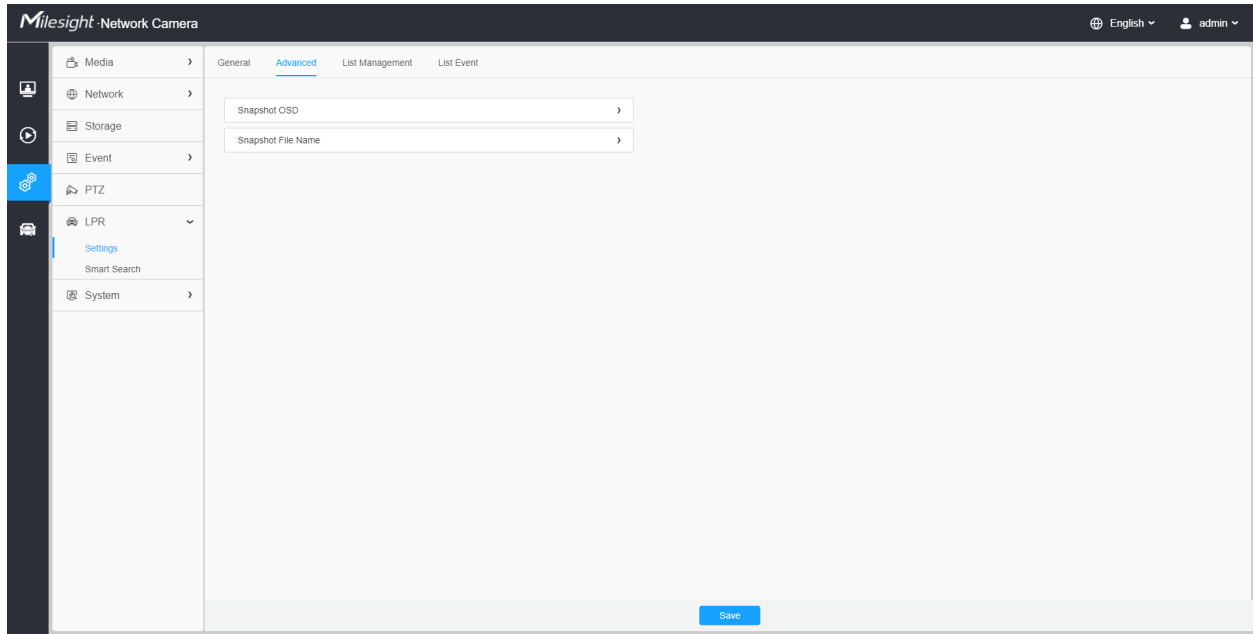 Milesight ·Network Camera
English
admin
Media
Network
Storage
Event
PTZ
LPR
Settings
Smart Search
System
General Advanced List Management List Event
Snapshot OSD
Snapshot File Name
Save